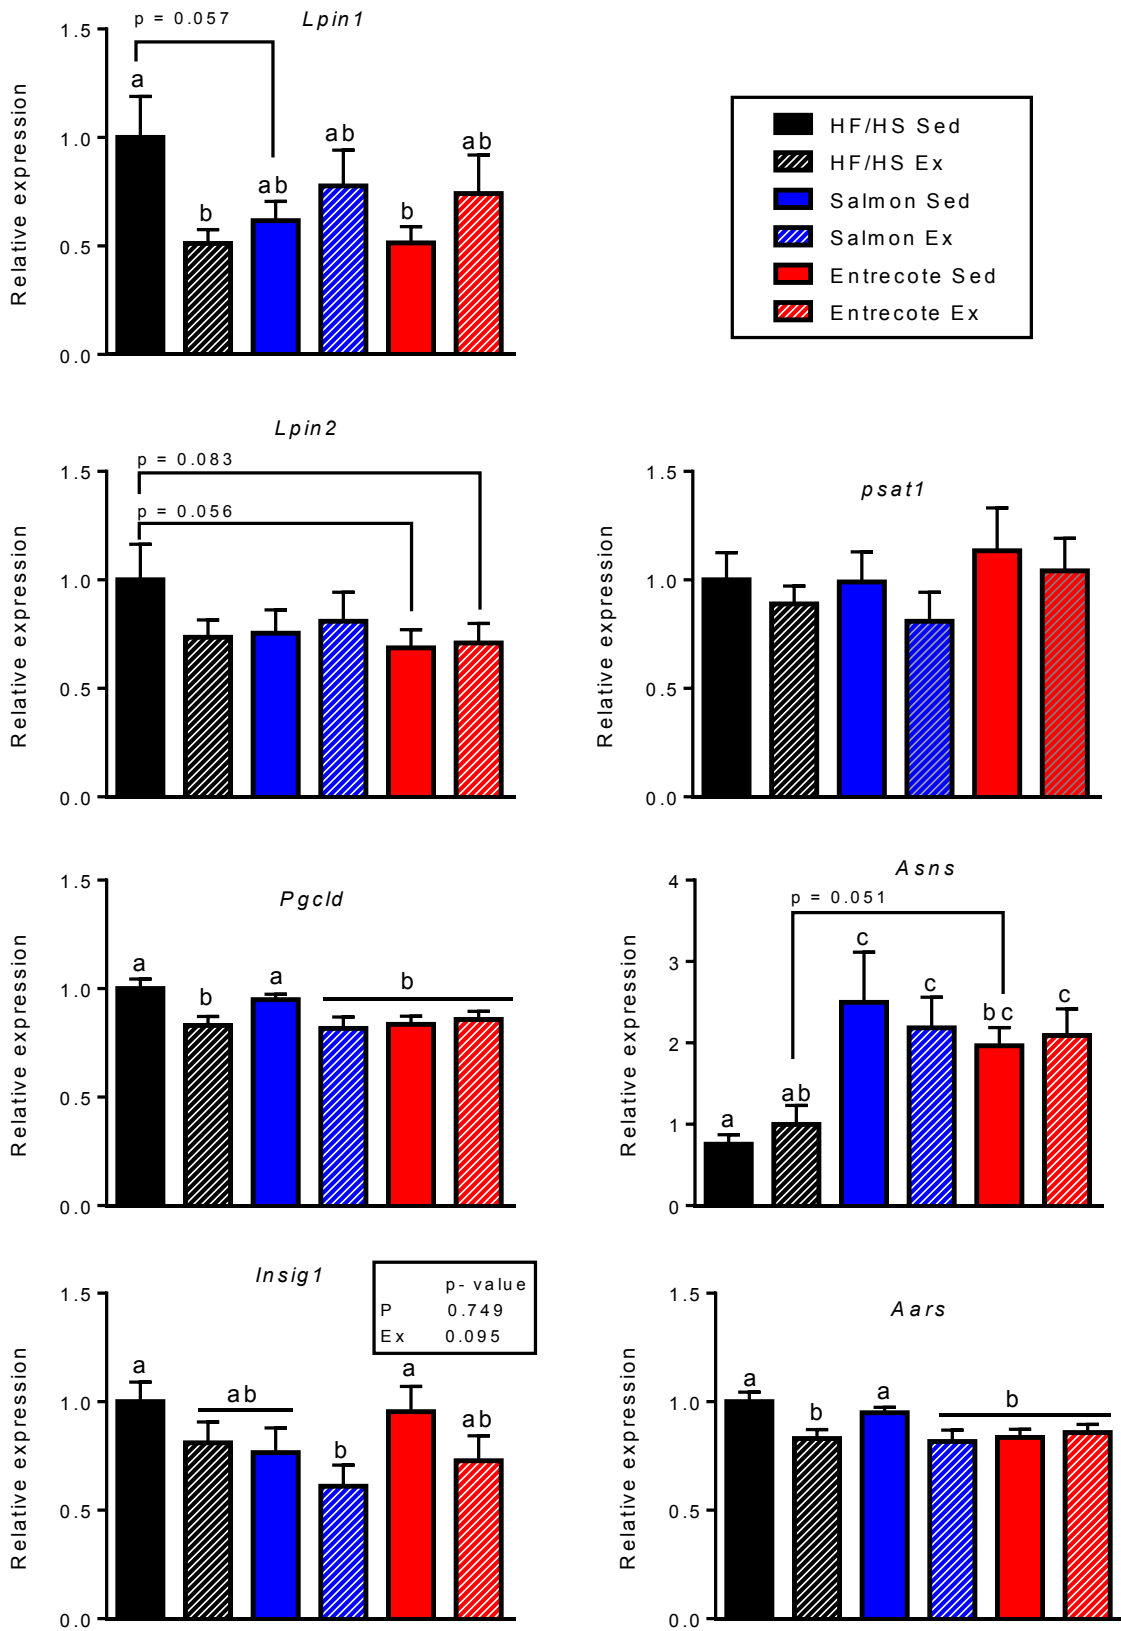 Lpin1
p = 0.057
Relative expression
1.5
1.0
0.5
0.0
a
b
ab
ab
b
ab
HF/HS Sed
HF/HS Ex
Salmon Sed
Salmon Ex
Entrecote Sed
Entrecote Ex
Lpin2
p = 0.083
p = 0.056
Relative expression
1.5
1.0
0.5
0.0
psat1
Relative expression
1.5
1.0
0.5
0.0
Pgcld
Relative expression
1.5
1.0
0.5
0.0
a
b
a
b
Asns
p = 0.051
Relative expression
4
3
2
1
0
a
ab
c
c
bc
c
Insig1
p- value
P 0.749
Ex 0.095
Relative expression
1.5
1.0
0.5
0.0
a
ab
b
a
ab
Aars
Relative expression
1.5
1.0
0.5
0.0
a
b
a
b